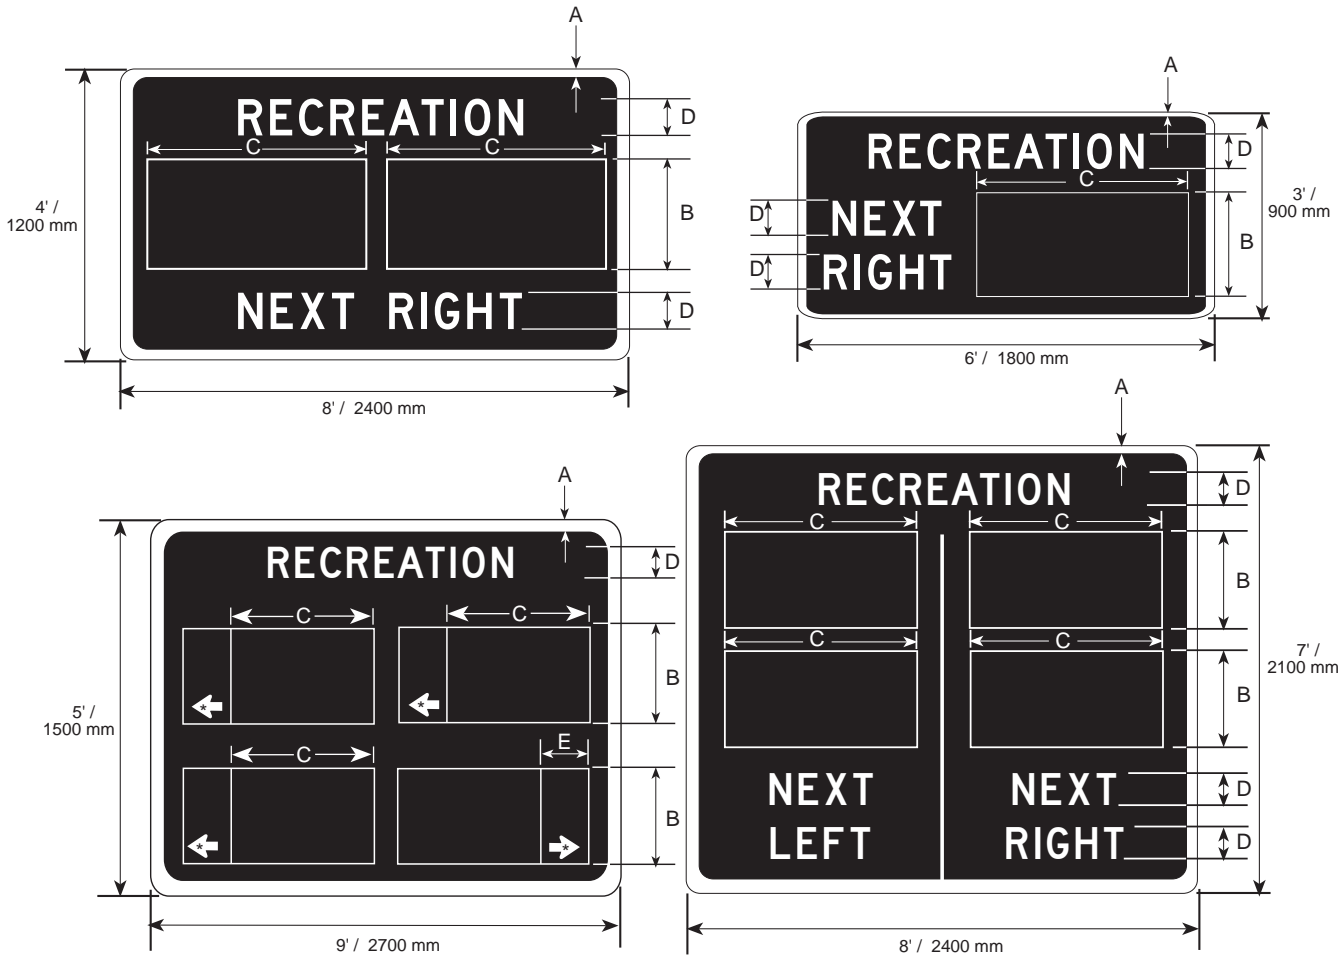 A
RECREATION
D
C
C
4' /
1200 mm
B
NEXT RIGHT
D
8' / 2400 mm
A
RECREATION
D
C
D
NEXT
3' /
900 mm
B
D
RIGHT
6' / 1800 mm
A
RECREATION
D
C
C
B
*
*
5' /
1500 mm
C
E
B
*
*
9' / 2700 mm
A
RECREATION
D
C
C
B
C
C
7' /
2100 mm
B
NEXT
NEXT
D
LEFT
RIGHT
D
8' / 2400 mm